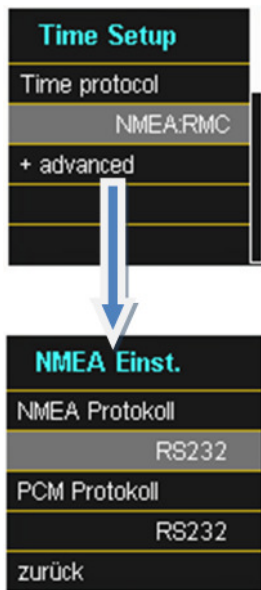 Time Setup
Time protocol
NMEA:RMC
+ advanced
NMEA Einst.
NMEA Protokoll
RS232
PCM Protokoll
RS232
zurück